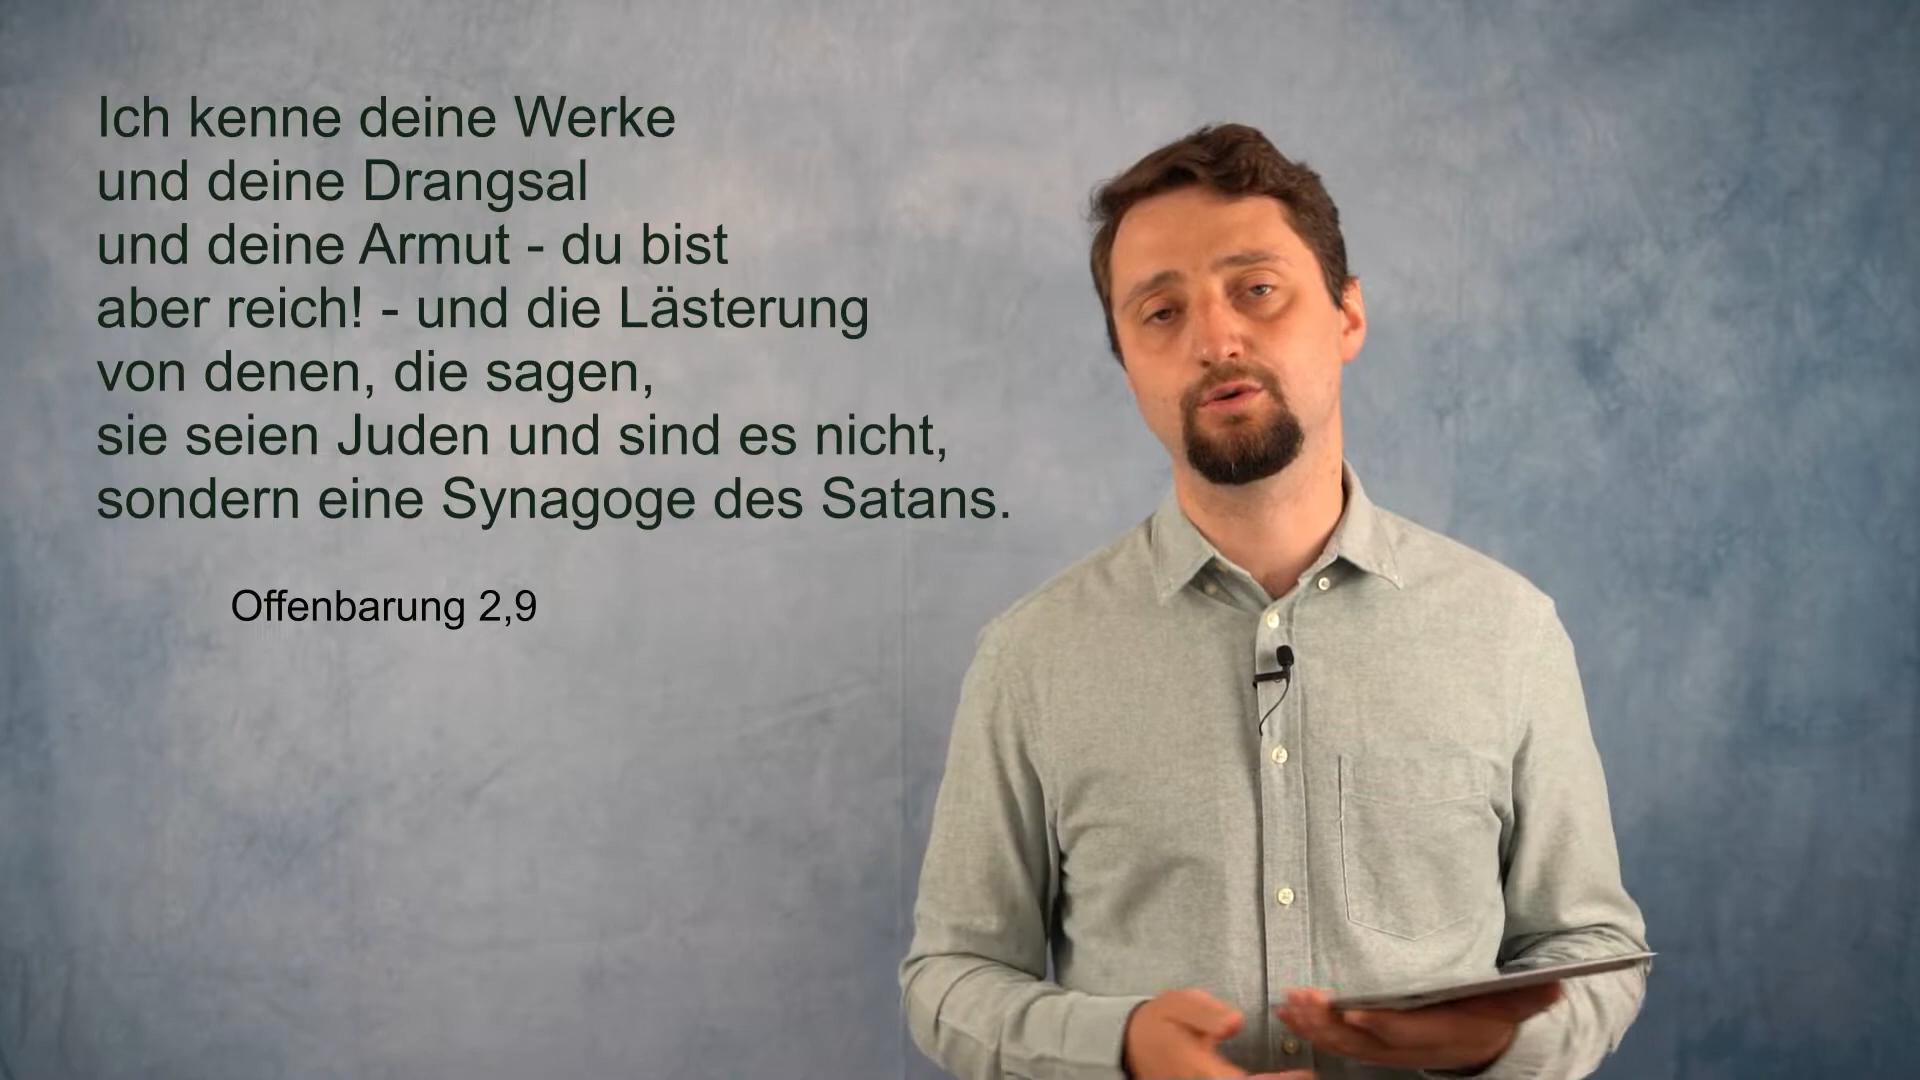 Ich kenne deine Werke
und deine Drangsal
und deine Armut - du bist
aber reich! - und die Lästerung
von denen, die sagen,
sie seien Juden und sind es nicht,
sondern eine Synagoge des Satans.
Offenbarung 2,9